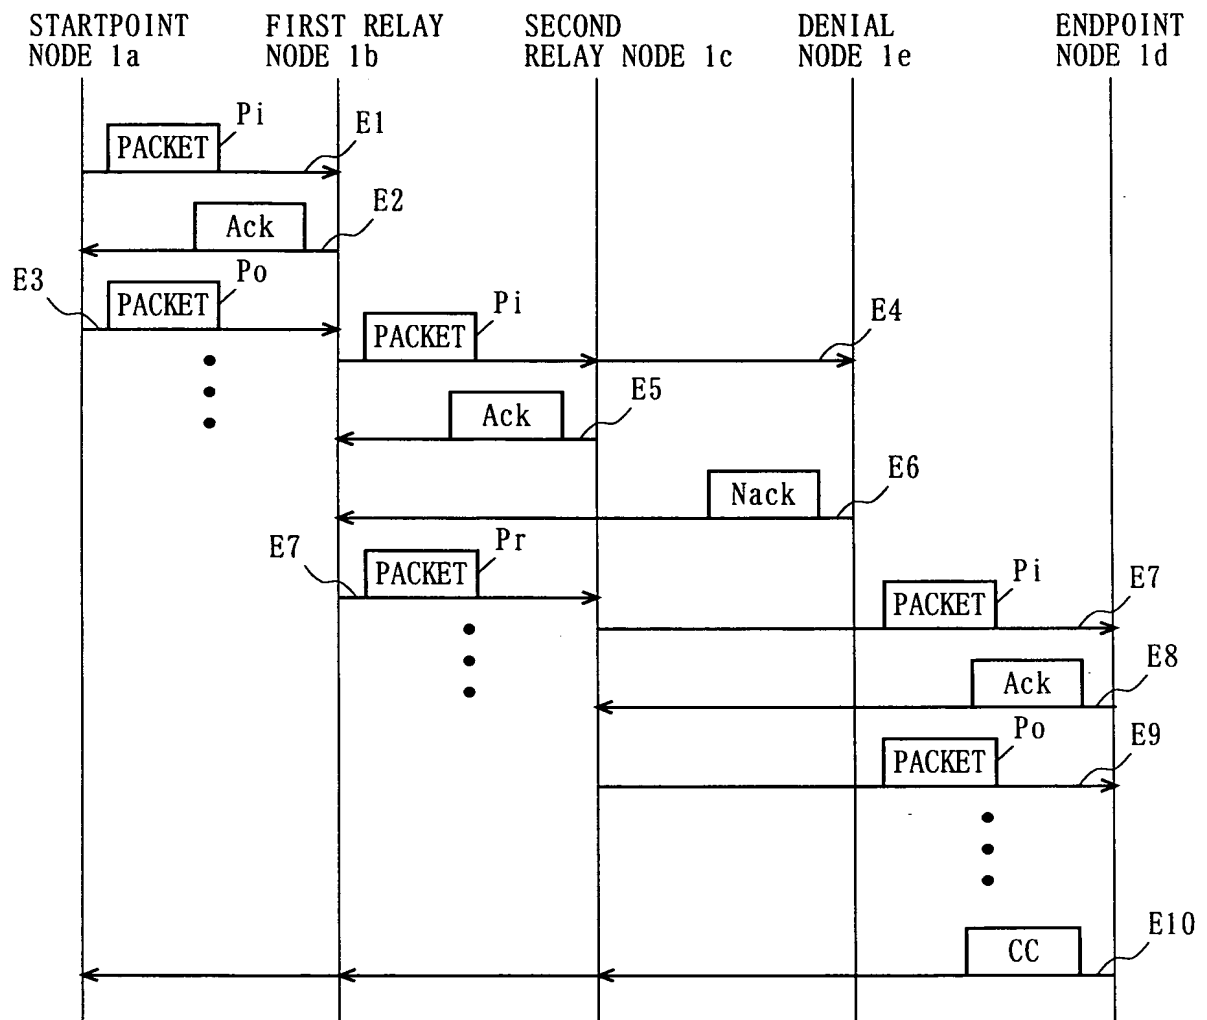 STARTPOINT
NODE 1a
FIRST RELAY
NODE 1b
SECOND
RELAY NODE 1c
DENIAL
NODE 1e
ENDPOINT
NODE 1d
PACKET
Pi
E1
Ack
E2
E3
PACKET
Po
PACKET
Pi
E4
Ack
E5
Nack
E6
E7
PACKET
Pr
PACKET
Pi
E7
Ack
E8
PACKET
Po
E9
CC
E10